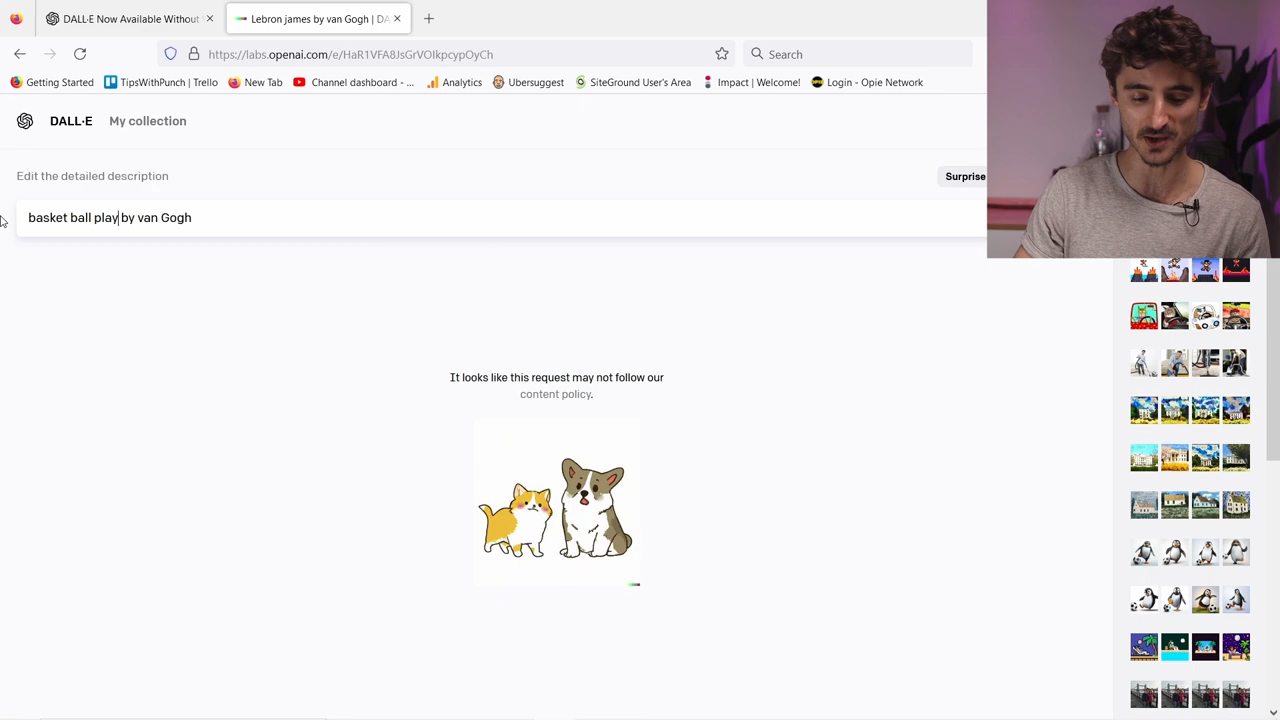 DALL·E Now Available Without
Lebron james by van Gogh | DA
https://labs.openai.com/e/HaR1VFA8JsGrVOIkpcypOyCh
Search
Getting Started
TipsWithPunch | Trello
New Tab
Channel dashboard - ...
Analytics
Ubersuggest
SiteGround User's Area
Impact | Welcome!
Login - Opie Network
DALL·E
My collection
Edit the detailed description
Surprise
basket ball play by van Gogh
It looks like this request may not follow our
content policy.